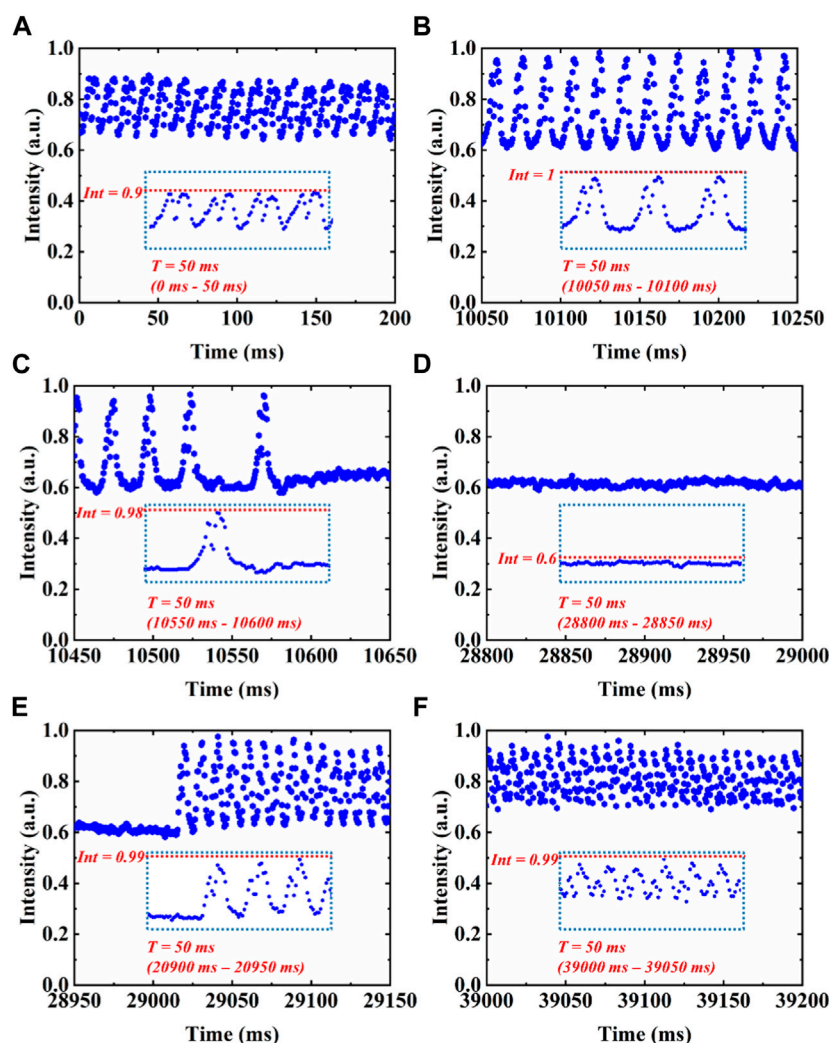 A
Intensity (a.u.)
1.0
0.8
0.6
0.4
0.2
0.0
Int = 0.9
T = 50 ms
(0 ms - 50 ms)
0 50 100 150 200
Time (ms)
B
Intensity (a.u.)
1.0
0.8
0.6
0.4
0.2
0.0
Int = 1
T = 50 ms
(10050 ms - 10100 ms)
10050 10100 10150 10200 10250
Time (ms)
C
Intensity (a.u.)
1.0
0.8
0.6
0.4
0.2
0.0
Int = 0.98
T = 50 ms
(10550 ms - 10600 ms)
10450 10500 10550 10600 10650
Time (ms)
D
Intensity (a.u.)
1.0
0.8
0.6
0.4
0.2
0.0
Int = 0.6
T = 50 ms
(28800 ms - 28850 ms)
28800 28850 28900 28950 29000
Time (ms)
E
Intensity (a.u.)
1.0
0.8
0.6
0.4
0.2
0.0
Int = 0.99
T = 50 ms
(20900 ms – 20950 ms)
28950 29000 29050 29100 29150
Time (ms)
F
Intensity (a.u.)
1.0
0.8
0.6
0.4
0.2
0.0
Int = 0.99
T = 50 ms
(39000 ms – 39050 ms)
39000 39050 39100 39150 39200
Time (ms)